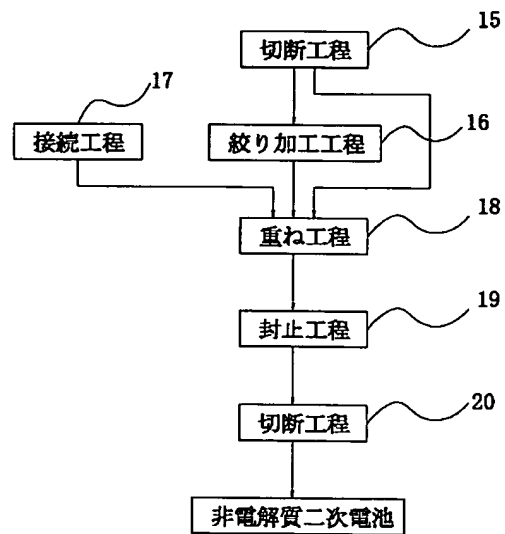 15
切断工程
17
16
接続工程
絞り加工工程
18
重ね工程
19
封止工程
20
切断工程
非電解質二次電池